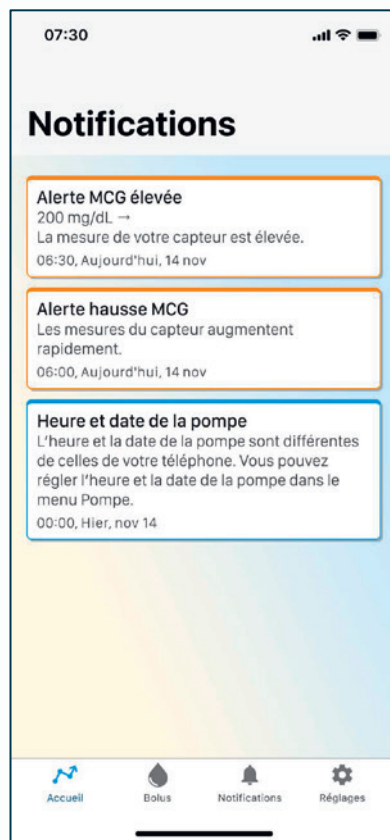 07:30
Notifications
Alerte MCG élevée
200 mg/dL →
La mesure de votre capteur est élevée.
06:30, Aujourd'hui, 14 nov
Alerte hausse MCG
Les mesures du capteur augmentent
rapidement.
06:00, Aujourd'hui, 14 nov
Heure et date de la pompe
L'heure et la date de la pompe sont différentes
de celles de votre téléphone. Vous pouvez
régler l'heure et la date de la pompe dans le
menu Pompe.
00:00, Hier, nov 14
Accueil
Bolus
Notifications
Réglages